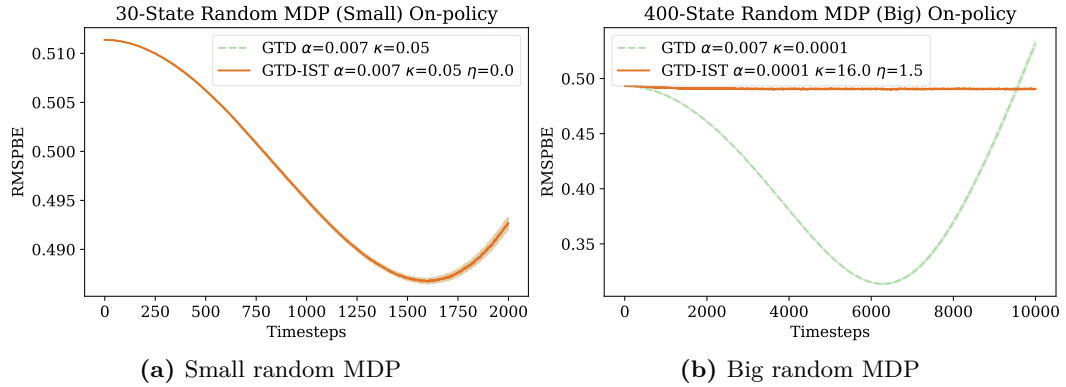 30-State Random MDP (Small) On-policy
GTD α=0.007 κ=0.05
GTD-IST α=0.007 κ=0.05 η=0.0
RMSPBE
0.510
0.505
0.500
0.495
0.490
0 250 500 750 1000 1250 1500 1750 2000
Timesteps
(a) Small random MDP
400-State Random MDP (Big) On-policy
GTD α=0.007 κ=0.0001
GTD-IST α=0.0001 κ=16.0 η=1.5
RMSPBE
0.50
0.45
0.40
0.35
0 2000 4000 6000 8000 10000
Timesteps
(b) Big random MDP